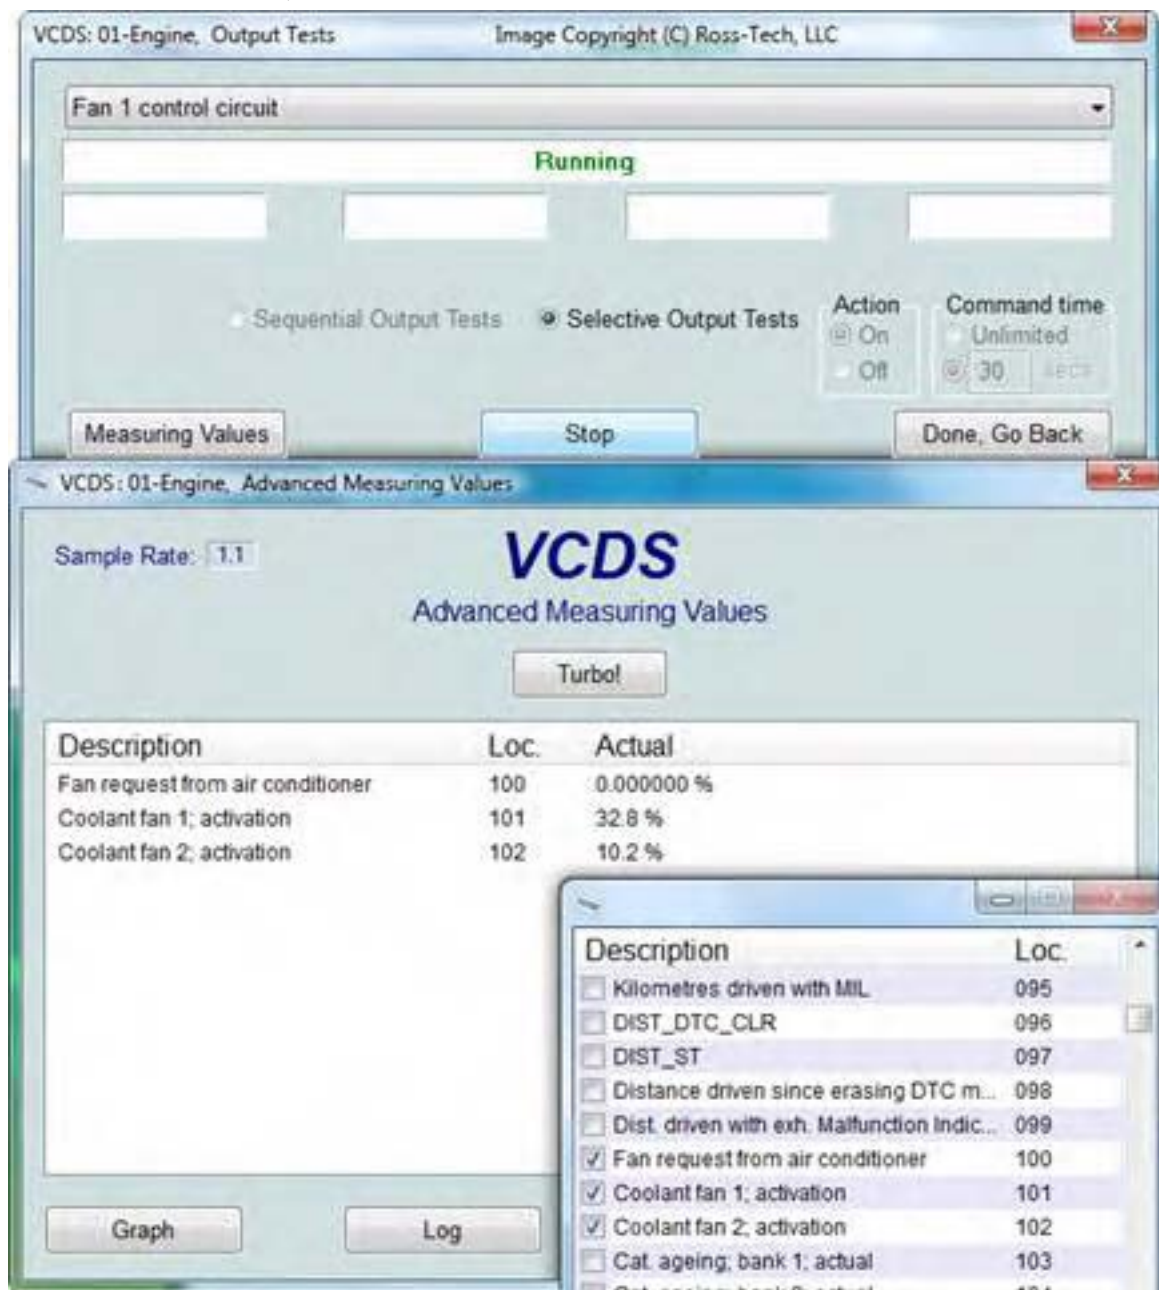 VCDS: 01-Engine, Output Tests Image Copyright (C) Ross-Tech, LLC
Fan 1 control circuit
Running
Sequential Output Tests Selective Output Tests
Action
On
Off
Command time
Unlimited
30 secs
Measuring Values Stop Done, Go Back
VCDS: 01-Engine, Advanced Measuring Values
Sample Rate: 1.1
VCDS
Advanced Measuring Values
Turbo!
Description Loc. Actual
Fan request from air conditioner 100 0.000000 %
Coolant fan 1; activation 101 32.8 %
Coolant fan 2; activation 102 10.2 %
Graph Log
Description Loc.
Kilometres driven with MIL 095
DIST_DTC_CLR 096
DIST_ST 097
Distance driven since erasing DTC m... 098
Dist. driven with exh. Malfunction Indic... 099
Fan request from air conditioner 100
Coolant fan 1; activation 101
Coolant fan 2; activation 102
Cat. ageing; bank 1; actual 103